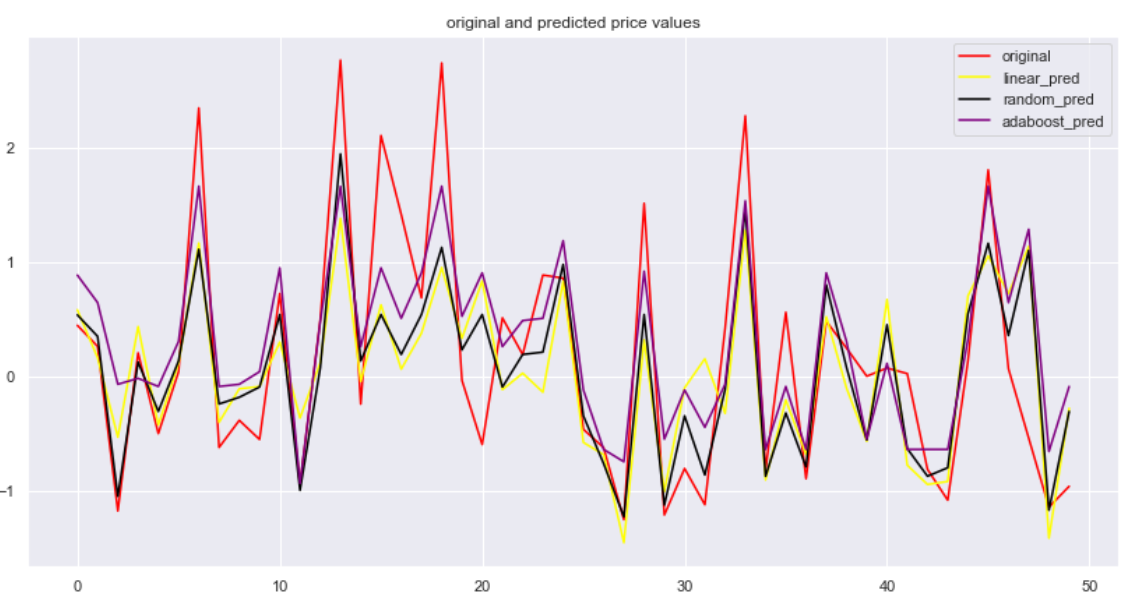 original and predicted price values
original
linear_pred
random_pred
adaboost_pred
2
1
0
−1
0 10 20 30 40 50